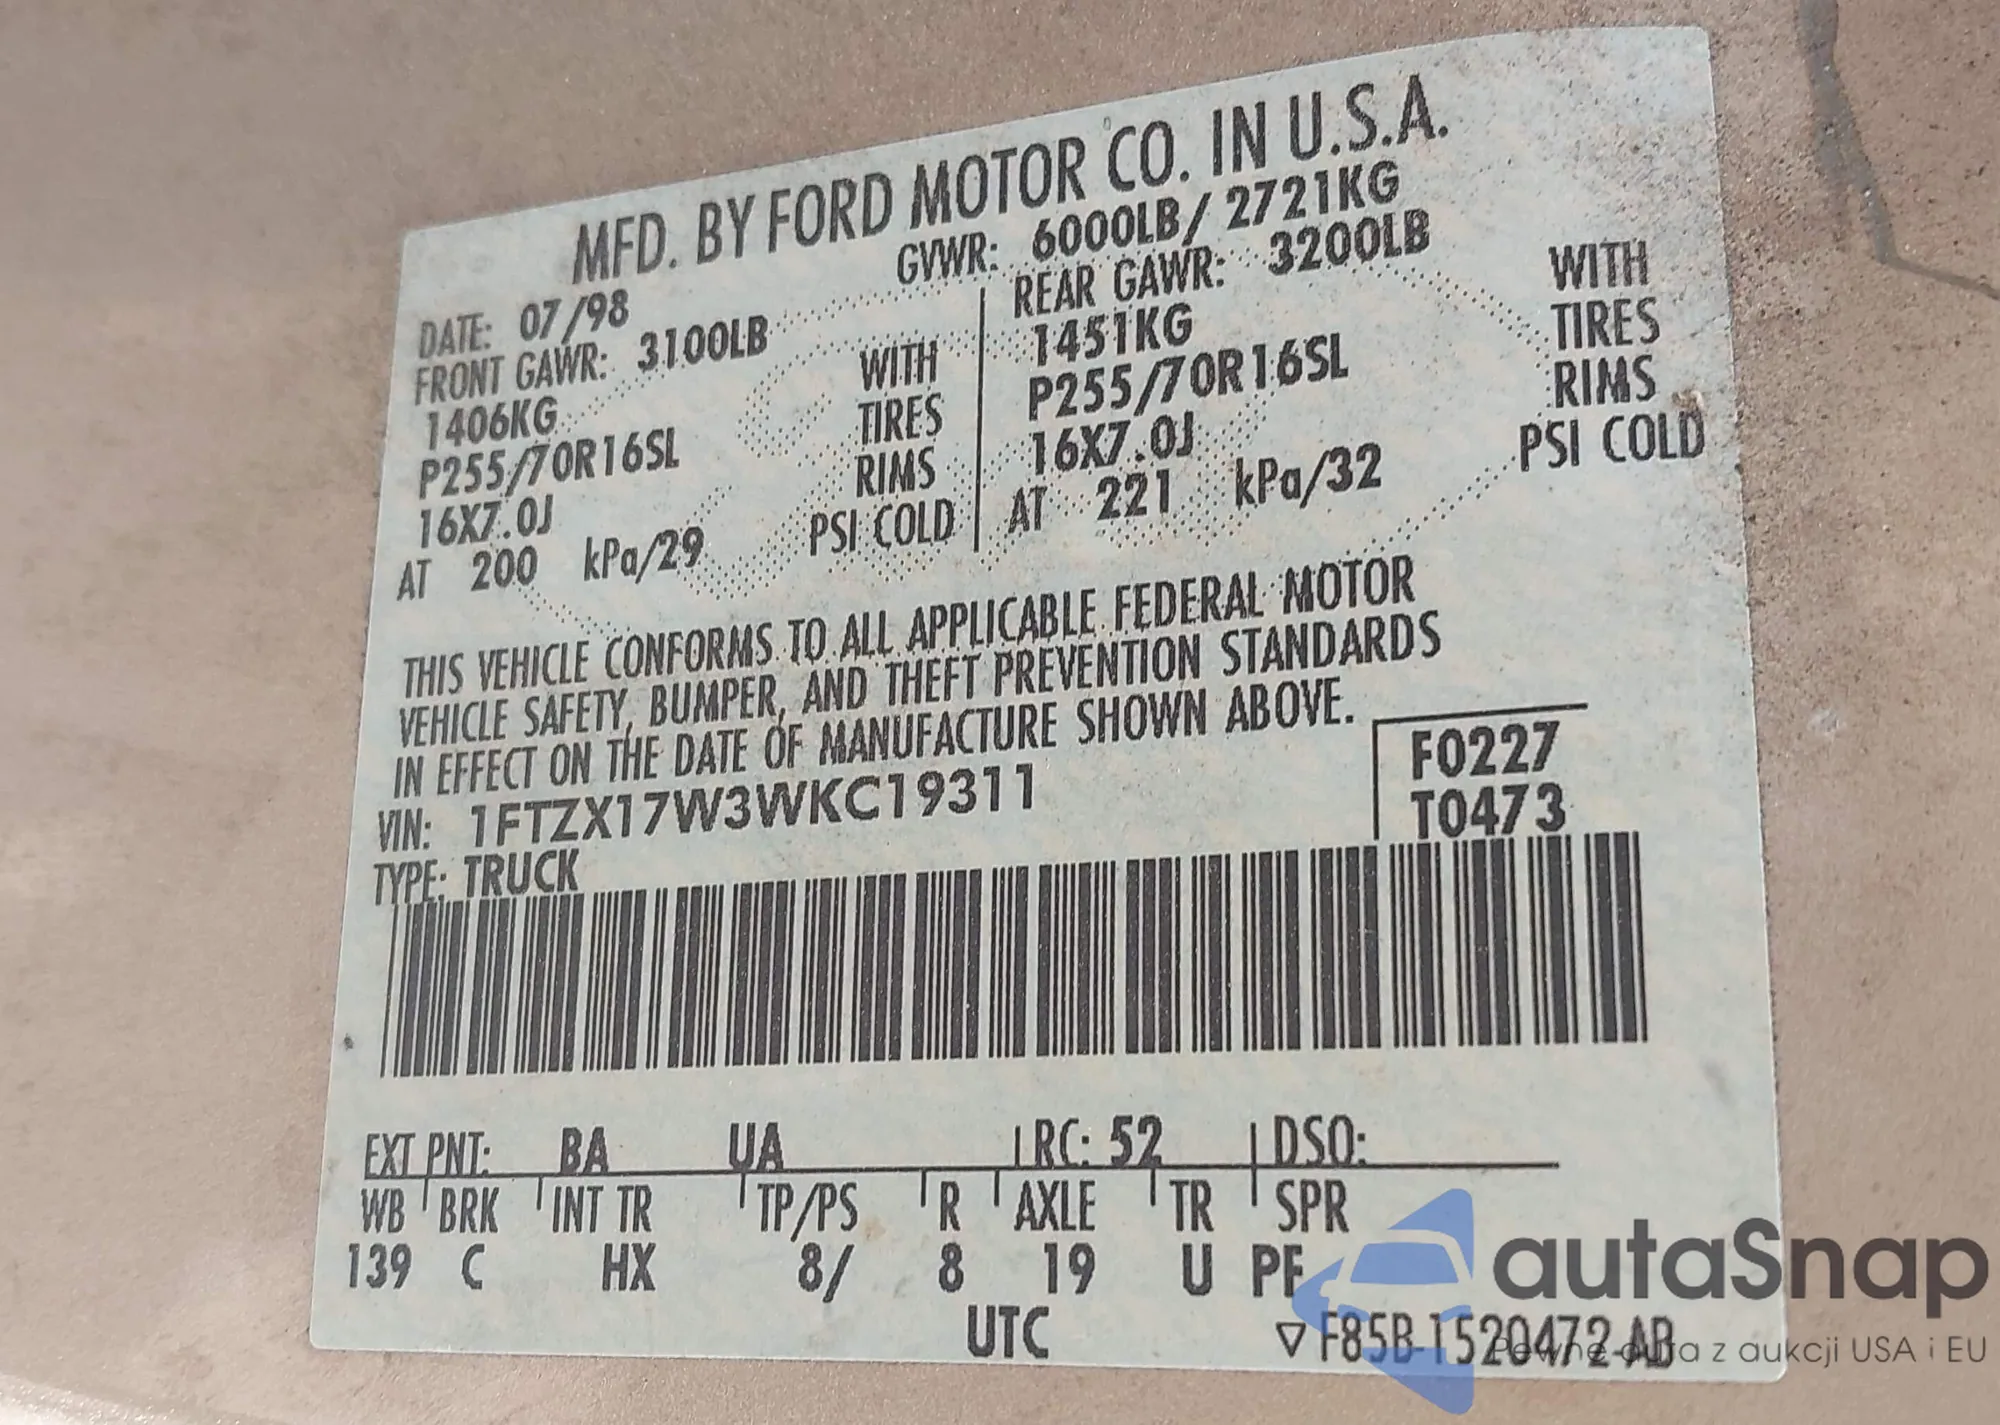 MFD. BY FORD MOTOR CO. IN U.S.A.
DATE: 07/98 GVWR: 6000LB/2721KG
FRONT GAWR: 3100LB REAR GAWR: 3200LB
1406KG WITH 1451KG WITH
P255/70R16SL TIRES P255/70R16SL TIRES
16X7.0J RIMS 16X7.0J RIMS
AT 200 kPa/29 PSI COLD AT 221 kPa/32 PSI COLD
THIS VEHICLE CONFORMS TO ALL APPLICABLE FEDERAL MOTOR
VEHICLE SAFETY, BUMPER, AND THEFT PREVENTION STANDARDS
IN EFFECT ON THE DATE OF MANUFACTURE SHOWN ABOVE.
F0227
VIN: 1FTZX17W3WKC19311
T0473
TYPE: TRUCK
EXT PNT: BA UA RC: 52 DSO:
WB BRK INT TR TP/PS R AXLE TR SPR
139 C HX 8/ 8 19 U PF
UTC ▽ F85B-1520472-AB
autaSnap
Pewne auta z aukcji USA i EU